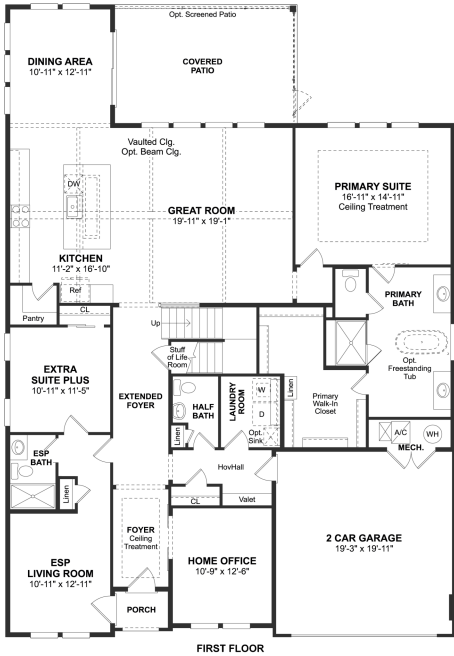 Opt. Screened Patio
DINING AREA
10'-11" x 12'-11"
COVERED
PATIO
Vaulted Clg.
Opt. Beam Clg.
DW
PRIMARY SUITE
16'-11" x 14'-11"
Ceiling Treatment
GREAT ROOM
19'-11" x 19'-1"
KITCHEN
11'-2" x 16'-10"
Ref
Pantry
CL
Up
PRIMARY
BATH
Stuff
of Life
Room
Opt.
Freestanding
Tub
EXTRA
SUITE PLUS
10'-11" x 11'-5"
EXTENDED
FOYER
HALF
BATH
Linen
LAUNDRY
ROOM
W
D
Opt.
Sink
Linen
Primary
Walk-In
Closet
A/C
WH
MECH.
ESP
BATH
Linen
HovHall
CL
Valet
FOYER
Ceiling
Treatment
2 CAR GARAGE
19'-3" x 19'-11"
ESP
LIVING ROOM
10'-11" x 12'-11"
HOME OFFICE
10'-9" x 12'-6"
PORCH
FIRST FLOOR